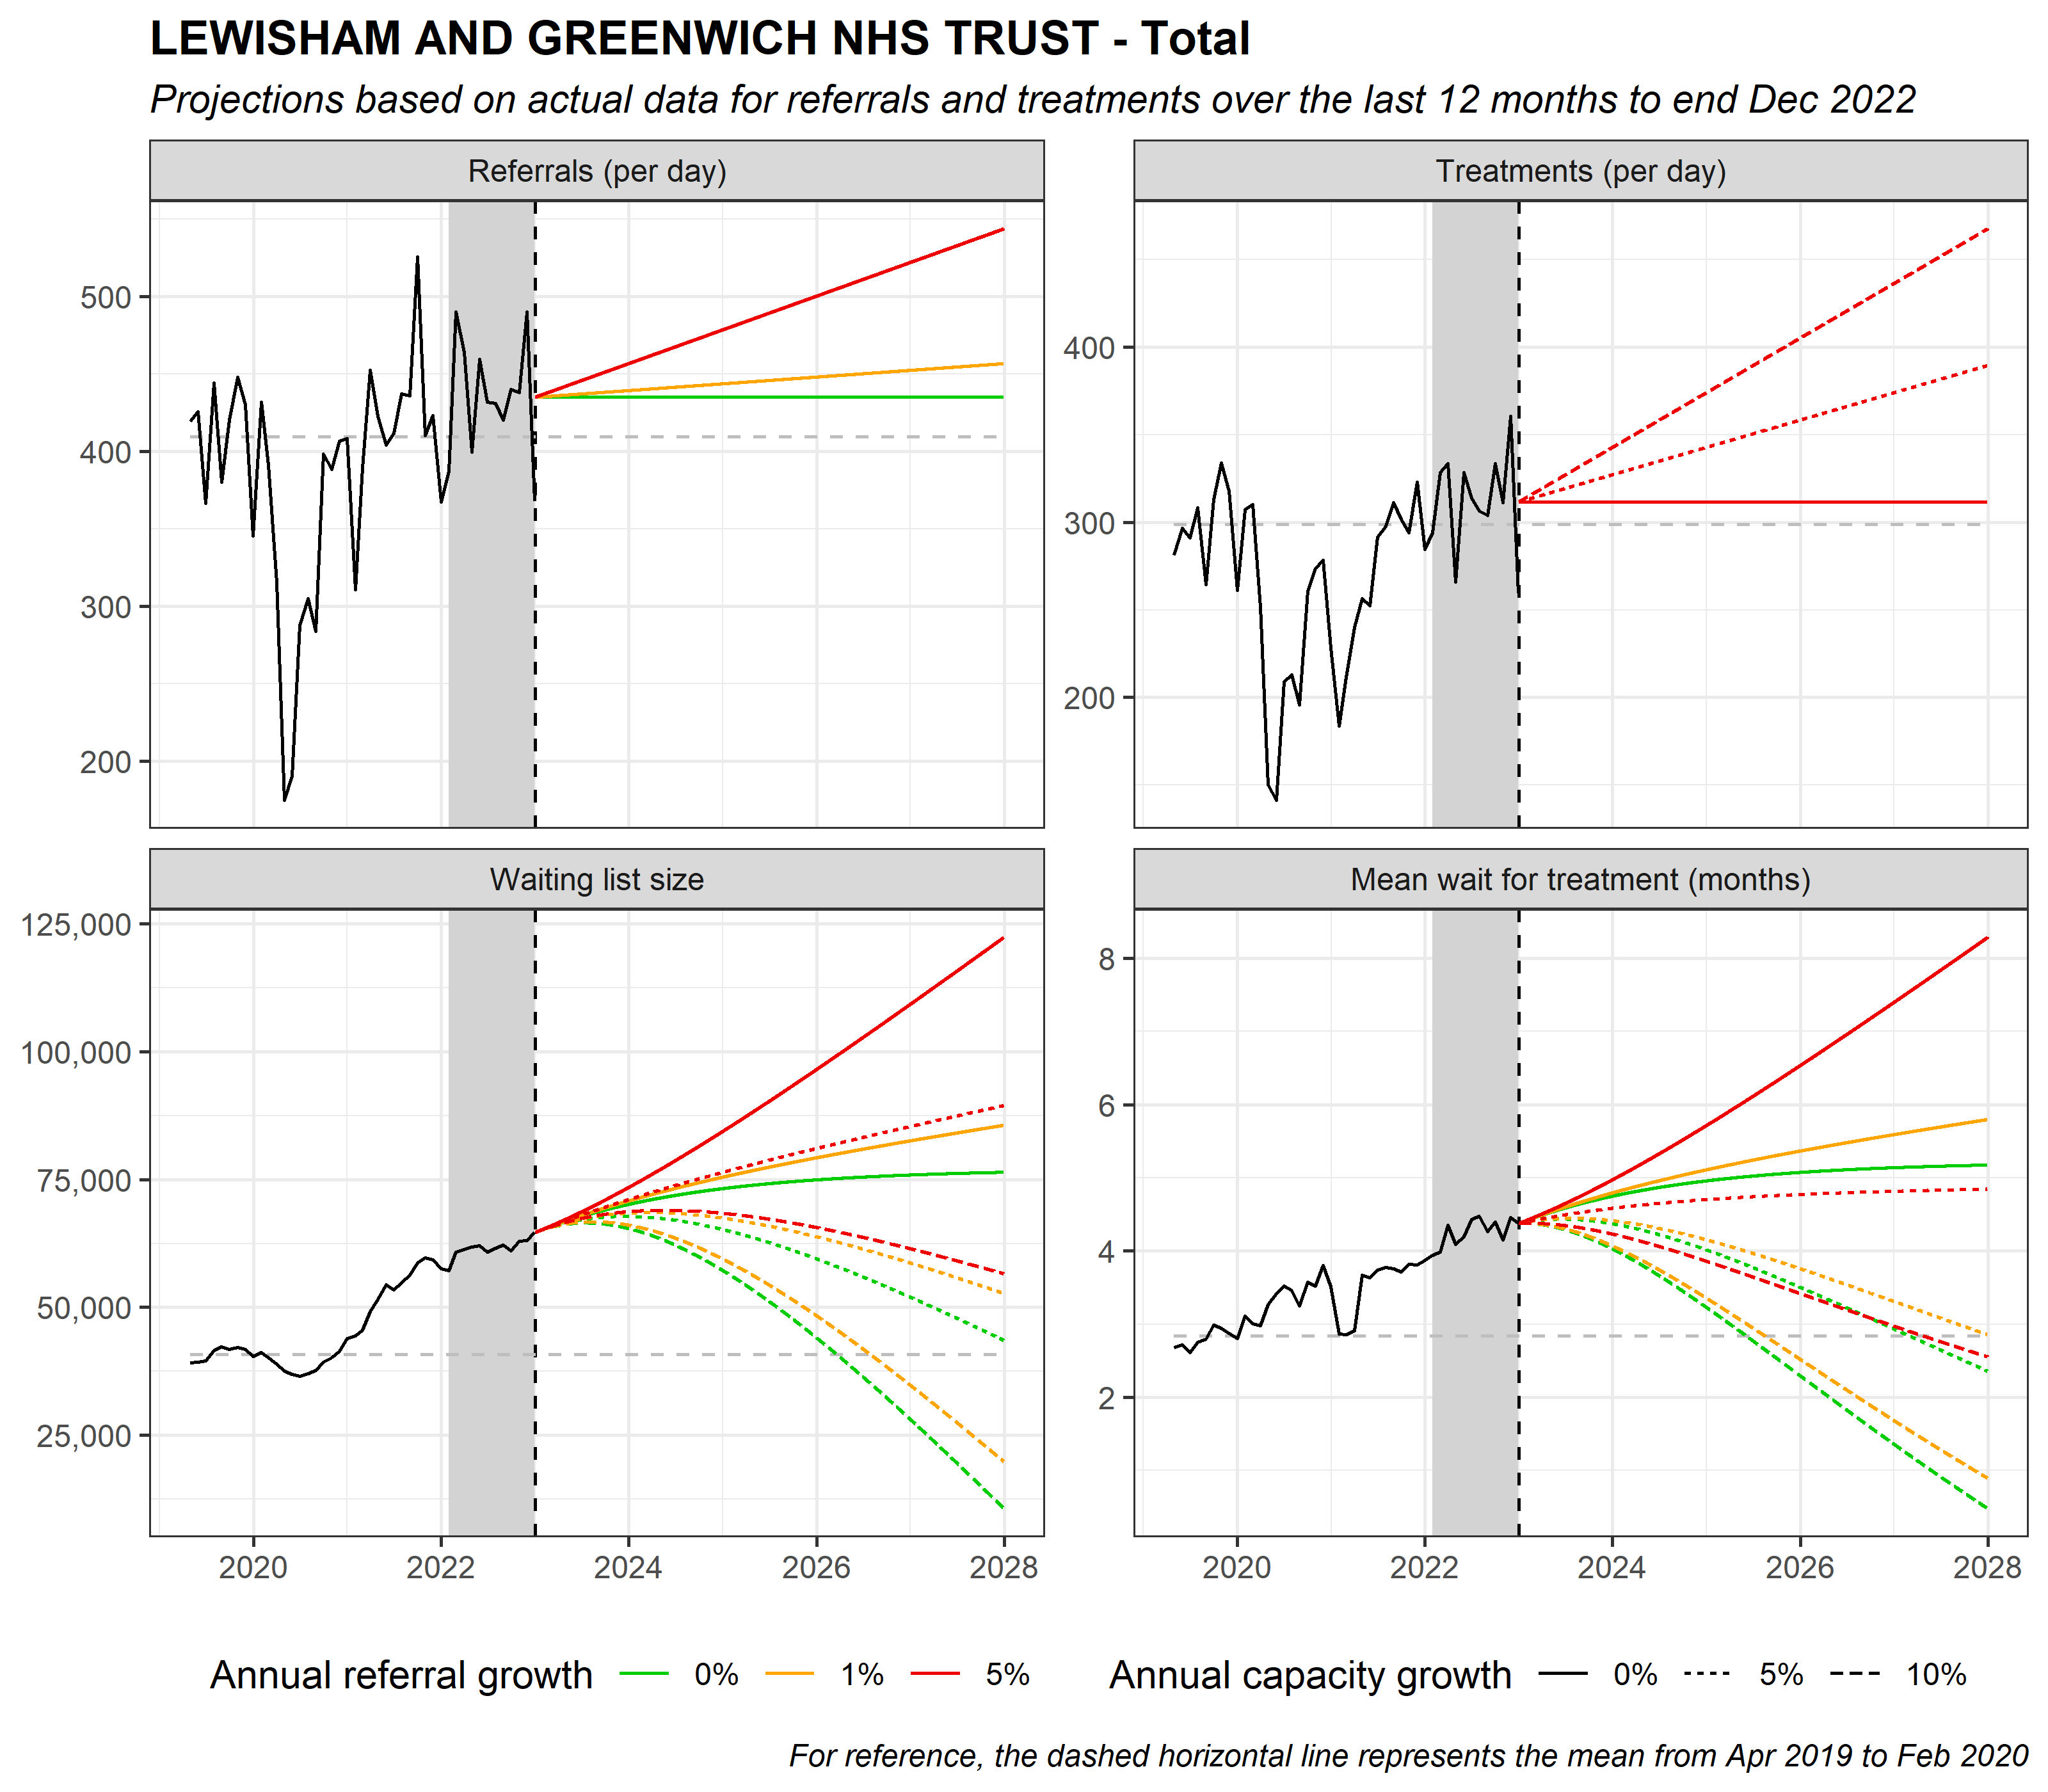 LEWISHAM AND GREENWICH NHS TRUST - Total
Projections based on actual data for referrals and treatments over the last 12 months to end Dec 2022
Referrals (per day)
500
400
300
200
Treatments (per day)
400
300
200
Waiting list size
125,000
100,000
75,000
50,000
25,000
2020 2022 2024 2026 2028
Mean wait for treatment (months)
8
6
4
2
2020 2022 2024 2026 2028
Annual referral growth 0% 1% 5%
Annual capacity growth 0% 5% 10%
For reference, the dashed horizontal line represents the mean from Apr 2019 to Feb 2020